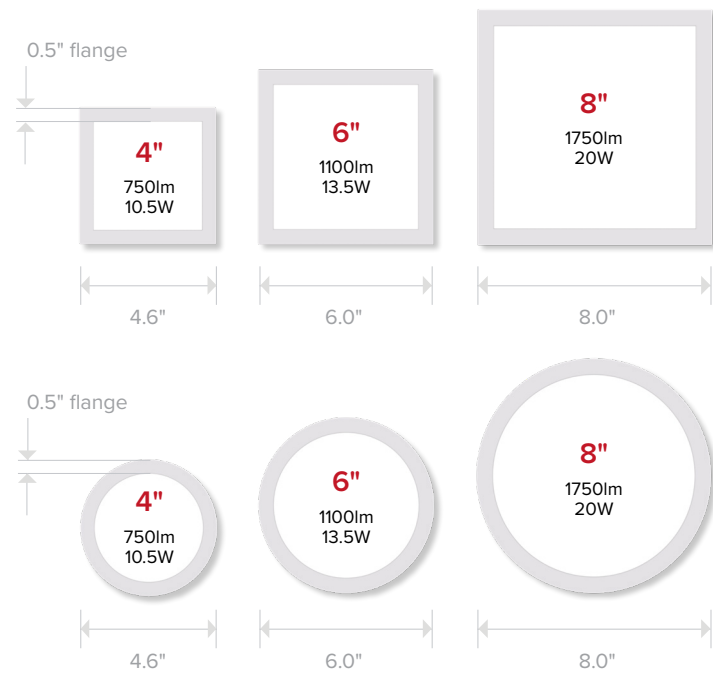 0.5" flange
4"
750lm
10.5W
6"
1100lm
13.5W
8"
1750lm
20W
4.6"
6.0"
8.0"
0.5" flange
4"
750lm
10.5W
6"
1100lm
13.5W
8"
1750lm
20W
4.6"
6.0"
8.0"